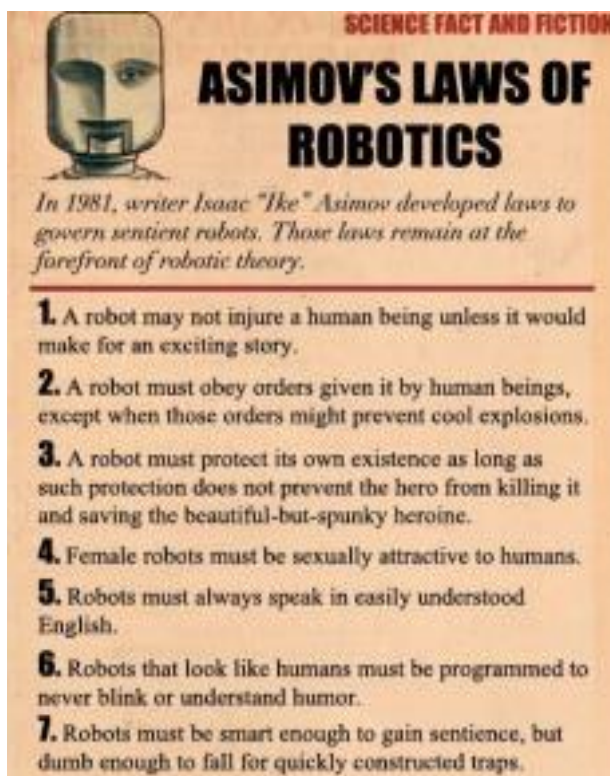 SCIENCE FACT AND FICTION
ASIMOV'S LAWS OF
ROBOTICS
In 1981, writer Isaac "Ike" Asimov developed laws to
govern sentient robots. Those laws remain at the
forefront of robotic theory.
1. A robot may not injure a human being unless it would
make for an exciting story.
2. A robot must obey orders given it by human beings,
except when those orders might prevent cool explosions.
3. A robot must protect its own existence as long as
such protection does not prevent the hero from killing it
and saving the beautiful-but-spunky heroine.
4. Female robots must be sexually attractive to humans.
5. Robots must always speak in easily understood
English.
6. Robots that look like humans must be programmed to
never blink or understand humor.
7. Robots must be smart enough to gain sentience, but
dumb enough to fall for quickly constructed traps.